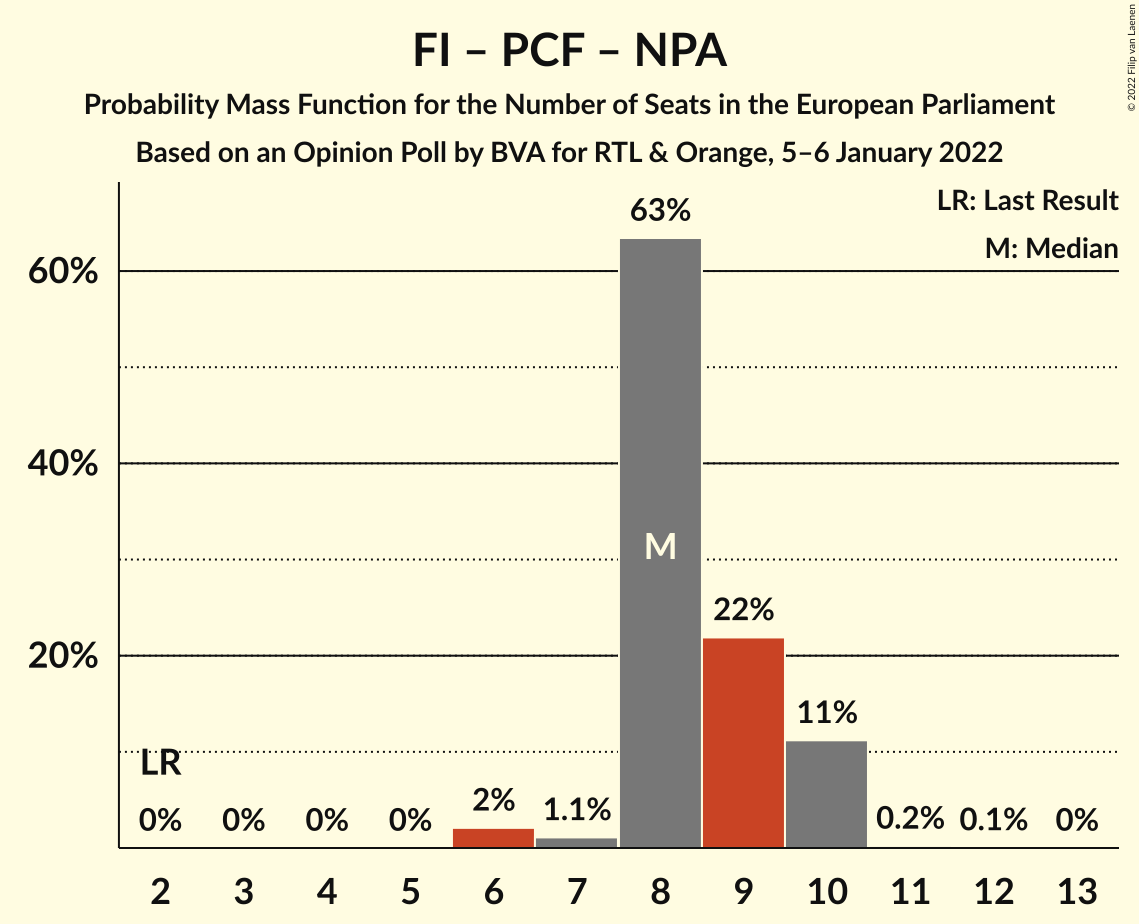 FI – PCF – NPA
Probability Mass Function for the Number of Seats in the European Parliament
Based on an Opinion Poll by BVA for RTL & Orange, 5–6 January 2022
© 2022 Filip van Laenen
LR: Last Result
M: Median
63%
60%
40%
M
22%
20%
11%
LR
0% 0% 0% 0% 2% 1.1% 0.2% 0.1% 0%
2 3 4 5 6 7 8 9 10 11 12 13